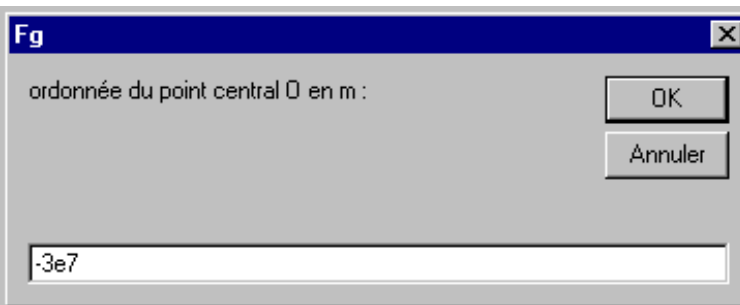 Fg
ordonnée du point central O en m :
OK
Annuler
-3e7